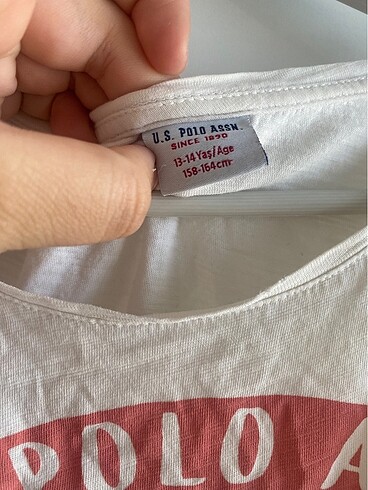 U.S. POLO ASSN.
SINCE 1890
13-14 Yaş/Age
158-164cm
POLO A